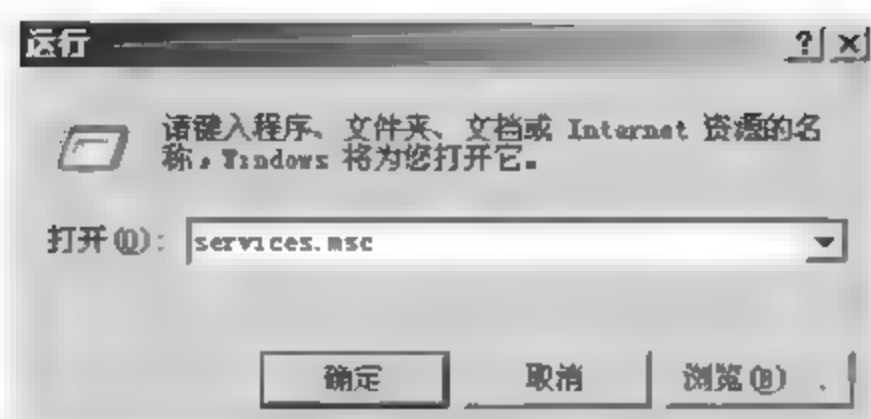 运行
请键入程序、文件夹、文档或 Internet 资源的名
称，Windows 将为您打开它。
打开(O):
services.msc
确定
取消
浏览(B)...